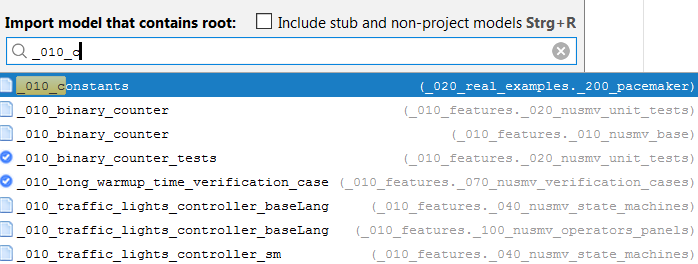 Import model that contains root: Include stub and non-project models Strg+R
_010_c
_010_constants (_020_real_examples._200_pacemaker)
_010_binary_counter (_010_features._020_nusmv_unit_tests)
_010_binary_counter (_010_features._010_nusmv_base)
_010_binary_counter_tests (_010_features._020_nusmv_unit_tests)
_010_long_warmup_time_verification_case (_010_features._070_nusmv_verification_cases)
_010_traffic_lights_controller_baseLang (_010_features._040_nusmv_state_machines)
_010_traffic_lights_controller_baseLang (_010_features._100_nusmv_operators_panels)
_010_traffic_lights_controller_sm (_010_features._040_nusmv_state_machines)